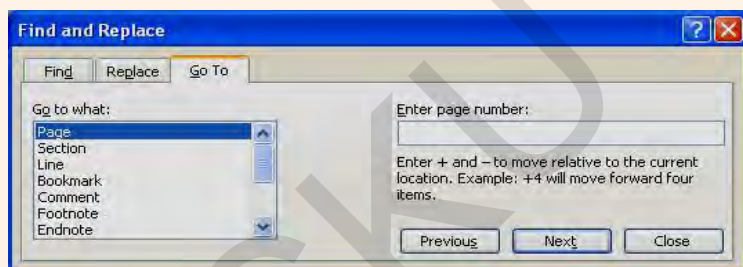 Find and Replace
Find Replace Go To
Go to what:
Page
Section
Line
Bookmark
Comment
Footnote
Endnote
Enter page number:
Enter + and – to move relative to the current
location. Example: +4 will move forward four
items.
Previous Next Close